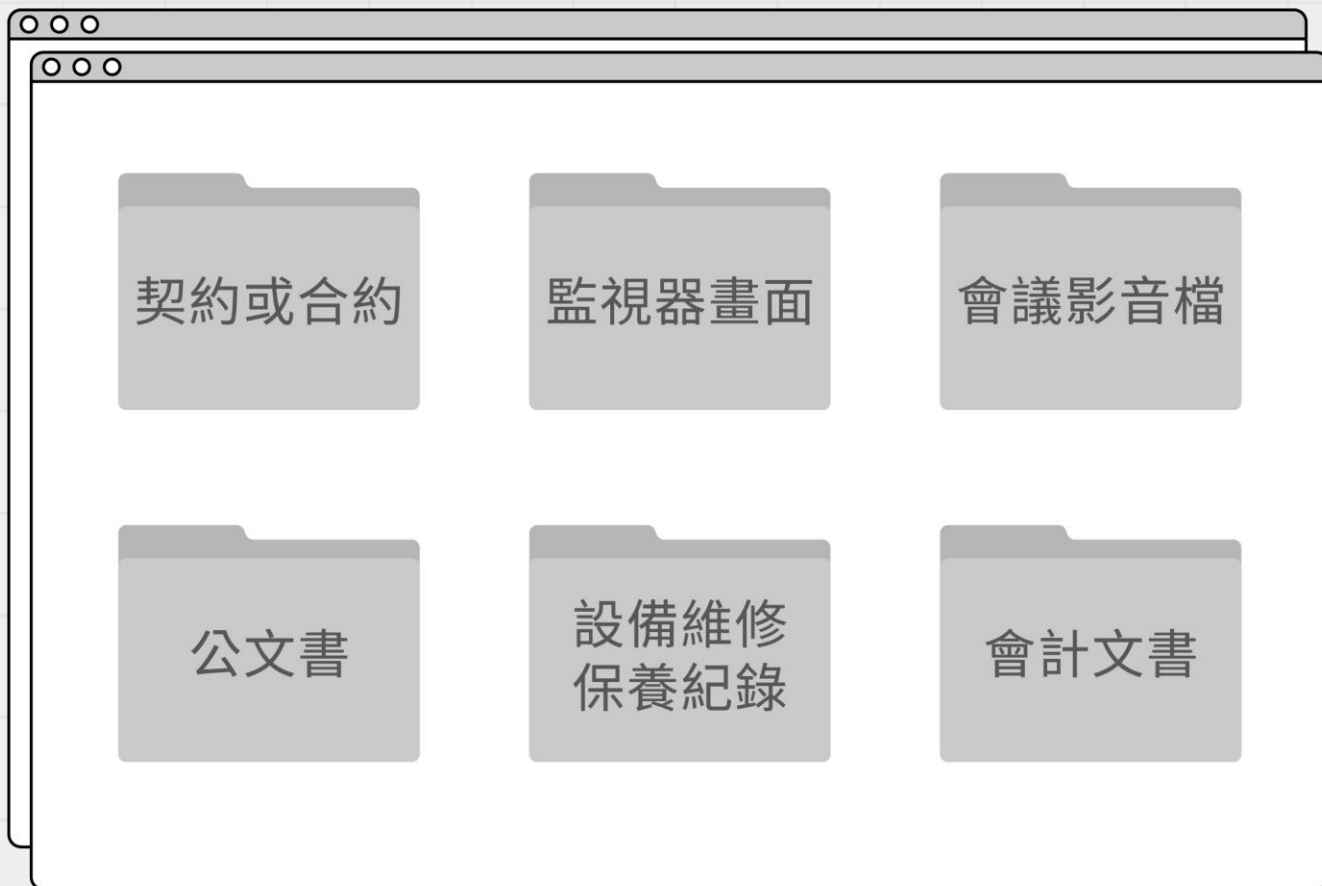 契約或合約
監視器畫面
會議影音檔
公文書
設備維修
保養紀錄
會計文書